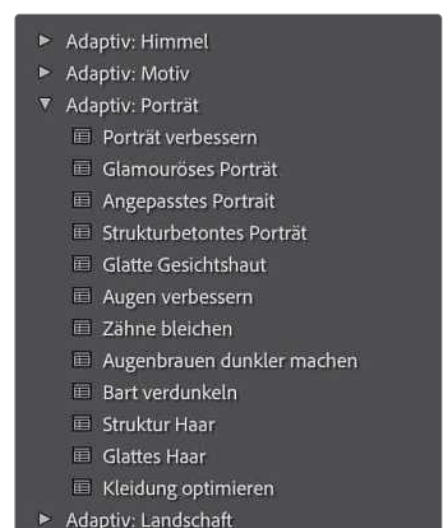 Adaptiv: Himmel
Adaptiv: Motiv
Adaptiv: Porträt
Porträt verbessern
Glamouröses Porträt
Angepasstes Portrait
Strukturbetontes Porträt
Glatte Gesichtshaut
Augen verbessern
Zähne bleichen
Augenbrauen dunkler machen
Bart verdunkeln
Struktur Haar
Glattes Haar
Kleidung optimieren
Adaptiv: Landschaft